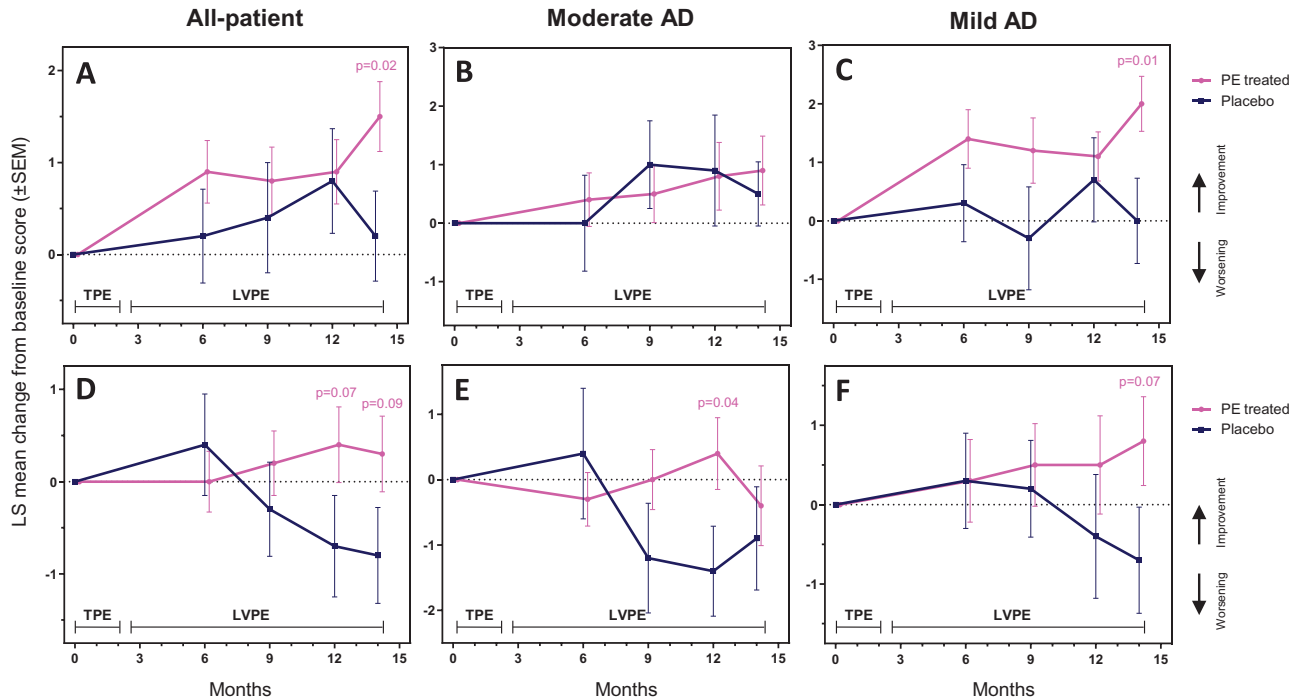 All-patient
Moderate AD
Mild AD
LS mean change from baseline score (±SEM)
A
p=0.02
2
1
0
TPE
LVPE
0 3 6 9 12 15
B
3
2
1
0
-1
TPE
LVPE
0 3 6 9 12 15
C
p=0.01
3
2
1
0
-1
TPE
LVPE
0 3 6 9 12 15
PE treated
Placebo
Improvement
Worsening
D
p=0.07
p=0.09
1
0
-1
TPE
LVPE
0 3 6 9 12 15
Months
E
p=0.04
1
0
-1
-2
TPE
LVPE
0 3 6 9 12 15
Months
F
p=0.07
1
0
-1
TPE
LVPE
0 3 6 9 12 15
Months
PE treated
Placebo
Improvement
Worsening